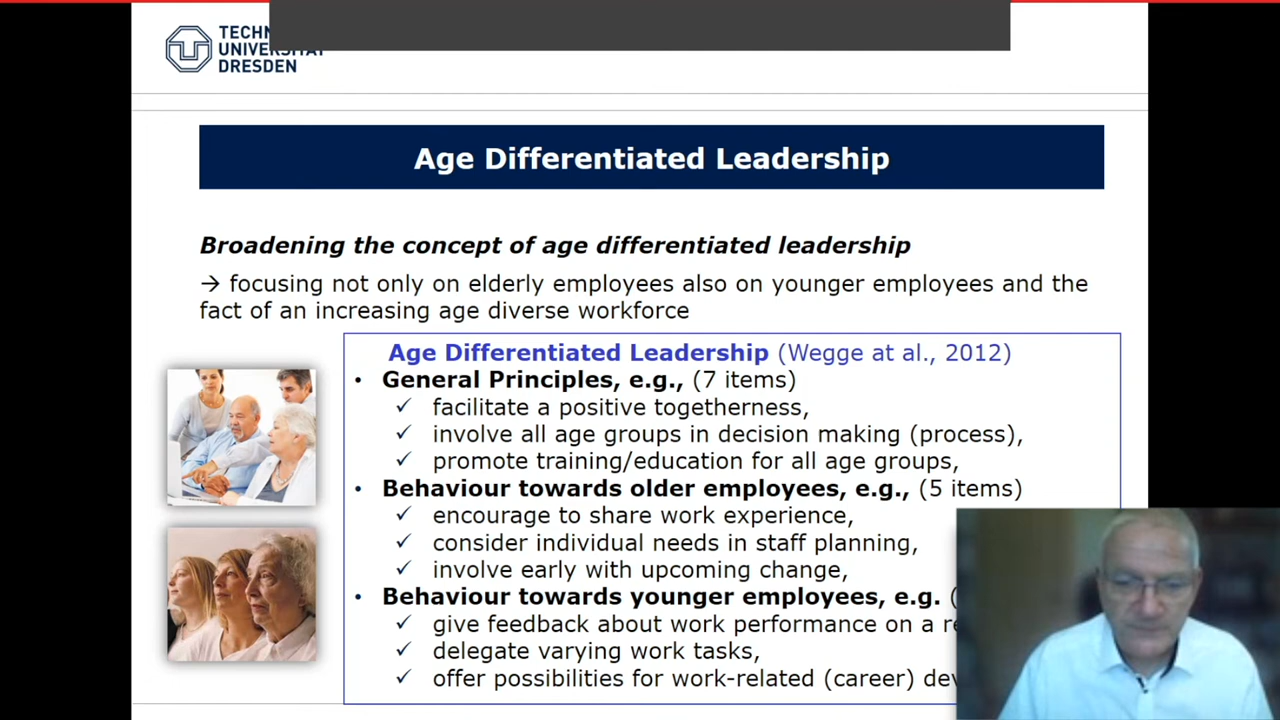 TECHN
UNIVERSITÄT
DRESDEN
Age Differentiated Leadership
Broadening the concept of age differentiated leadership
→ focusing not only on elderly employees also on younger employees and the
fact of an increasing age diverse workforce
Age Differentiated Leadership (Wegge at al., 2012)
• General Principles, e.g., (7 items)
✓ facilitate a positive togetherness,
✓ involve all age groups in decision making (process),
✓ promote training/education for all age groups,
• Behaviour towards older employees, e.g., (5 items)
✓ encourage to share work experience,
✓ consider individual needs in staff planning,
✓ involve early with upcoming change,
• Behaviour towards younger employees, e.g. (
✓ give feedback about work performance on a
✓ delegate varying work tasks,
✓ offer possibilities for work-related (career)